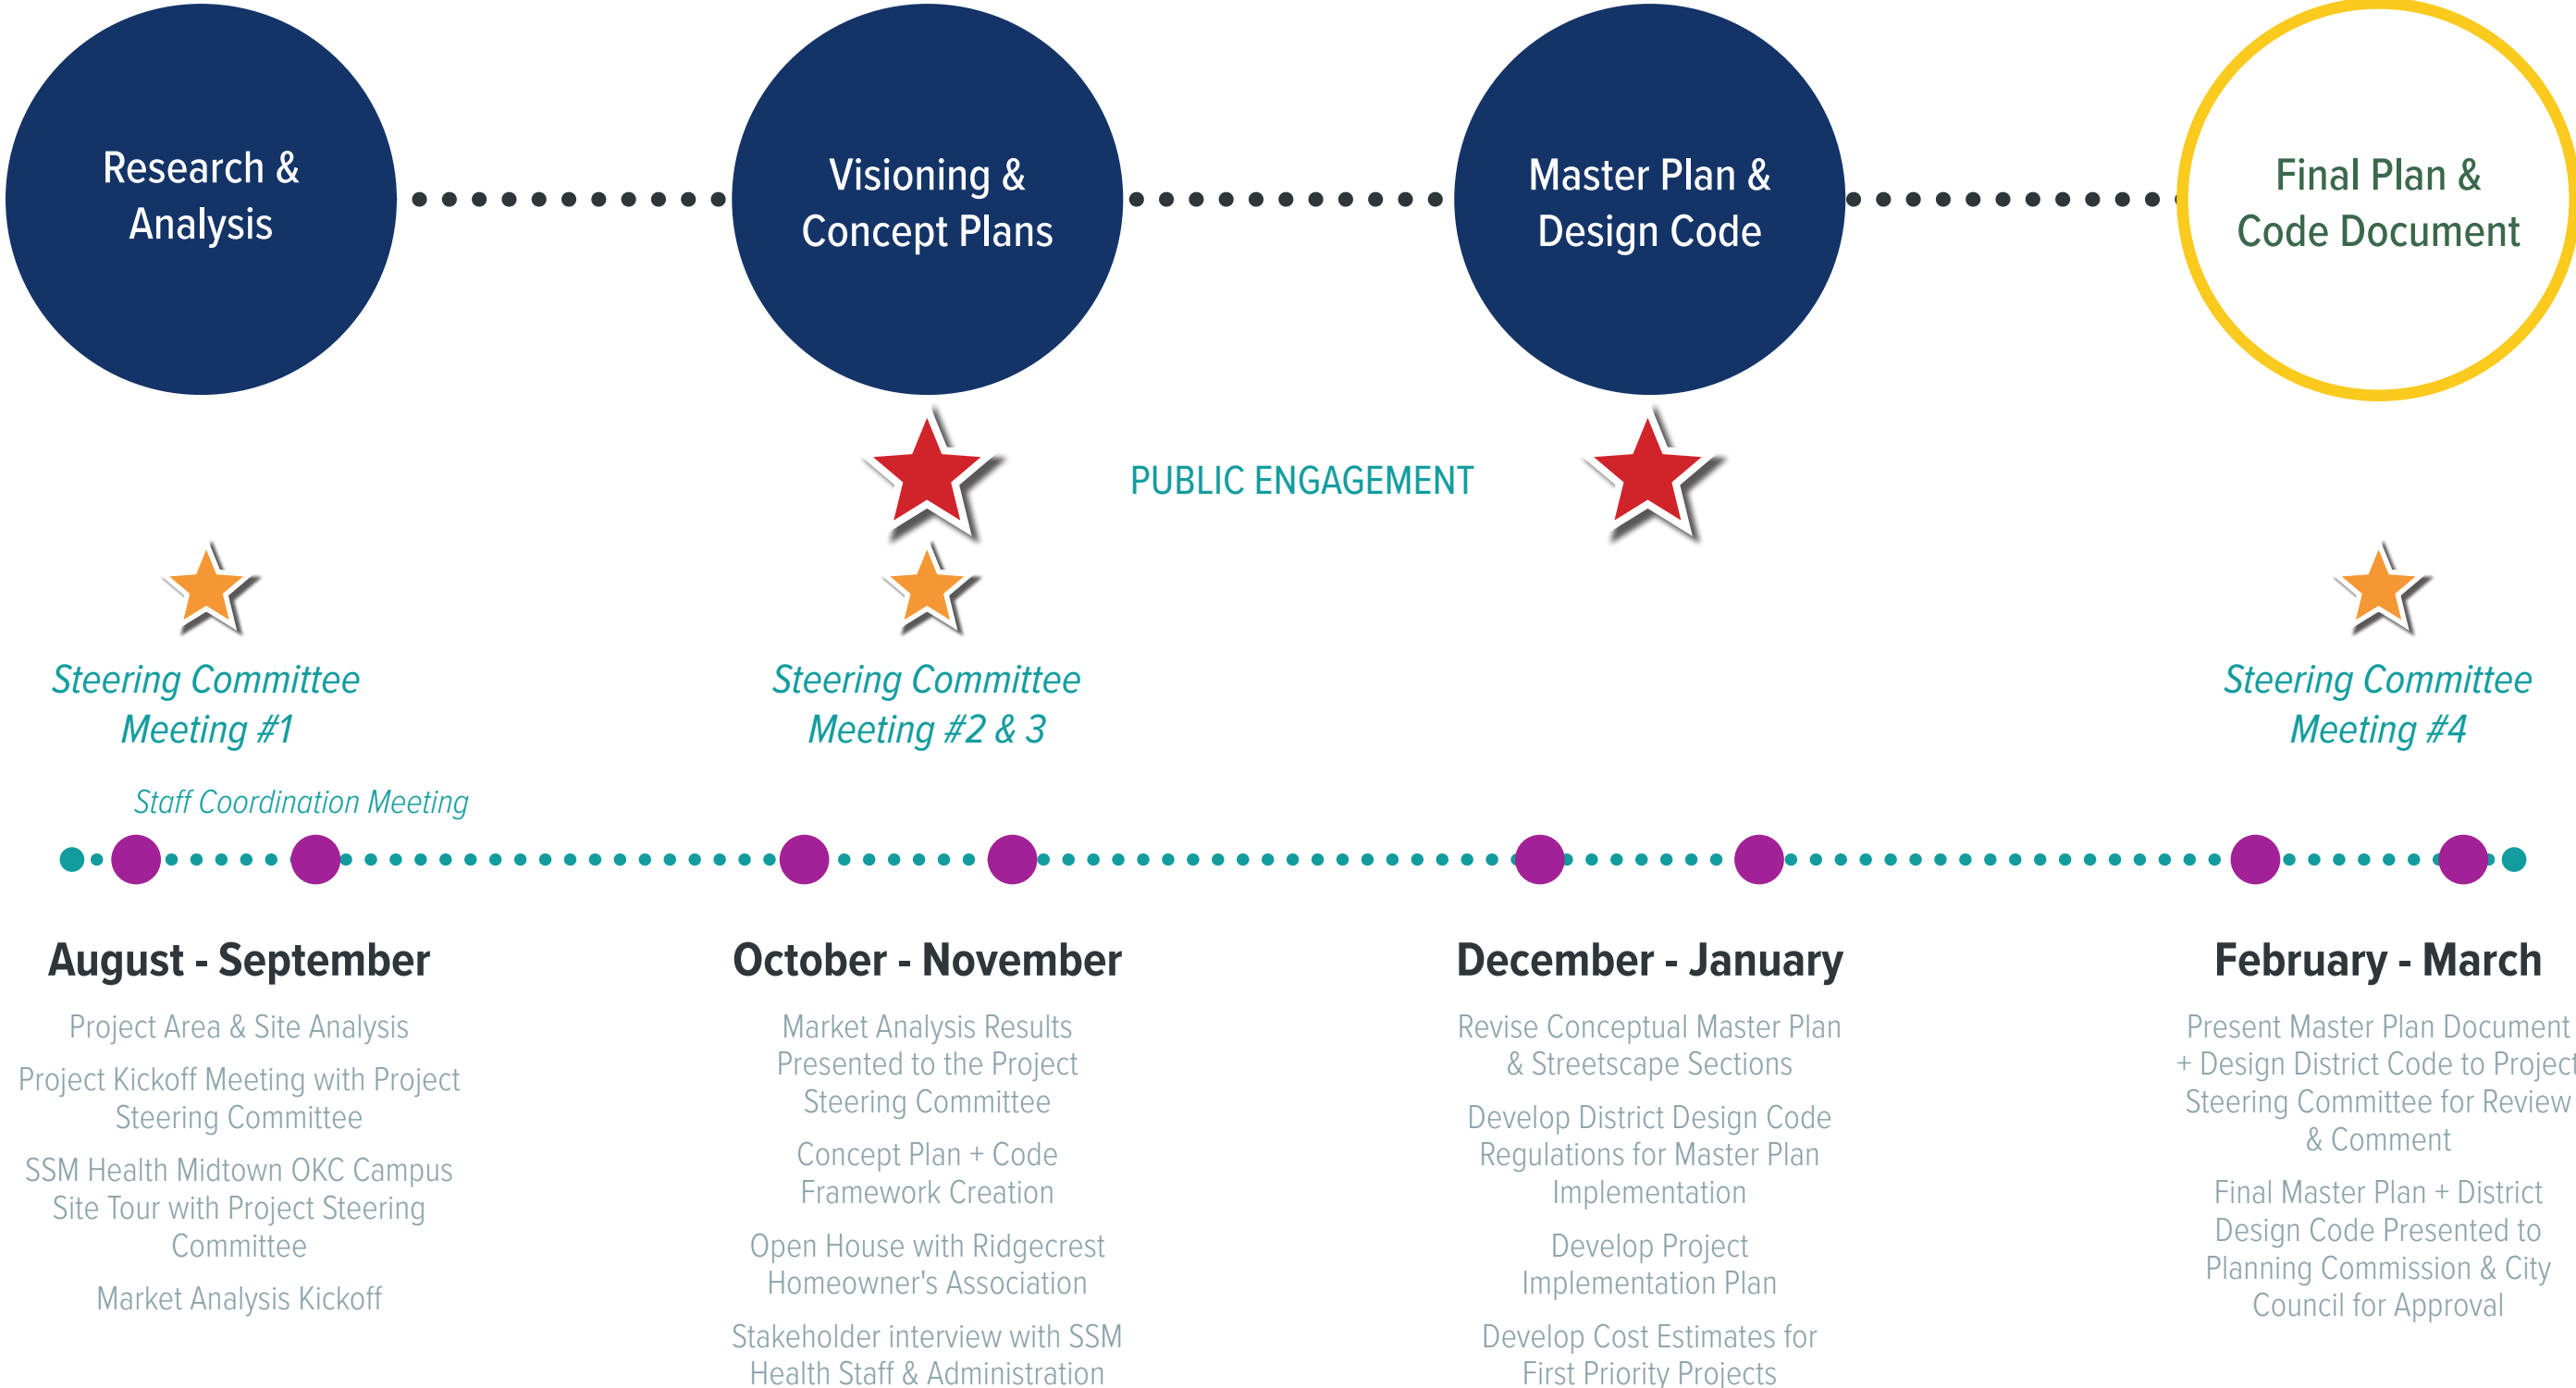 Research &
Analysis
Visioning &
Concept Plans
Master Plan &
Design Code
Final Plan &
Code Document
PUBLIC ENGAGEMENT
Steering Committee
Meeting #1
Steering Committee
Meeting #2 & 3
Steering Committee
Meeting #4
Staff Coordination Meeting
August - September
Project Area & Site Analysis
Project Kickoff Meeting with Project
Steering Committee
SSM Health Midtown OKC Campus
Site Tour with Project Steering
Committee
Market Analysis Kickoff
October - November
Market Analysis Results
Presented to the Project
Steering Committee
Concept Plan + Code
Framework Creation
Open House with Ridgecrest
Homeowner's Association
Stakeholder interview with SSM
Health Staff & Administration
December - January
Revise Conceptual Master Plan
& Streetscape Sections
Develop District Design Code
Regulations for Master Plan
Implementation
Develop Project
Implementation Plan
Develop Cost Estimates for
First Priority Projects
February - March
Present Master Plan Document
+ Design District Code to Project
Steering Committee for Review
& Comment
Final Master Plan + District
Design Code Presented to
Planning Commission & City
Council for Approval